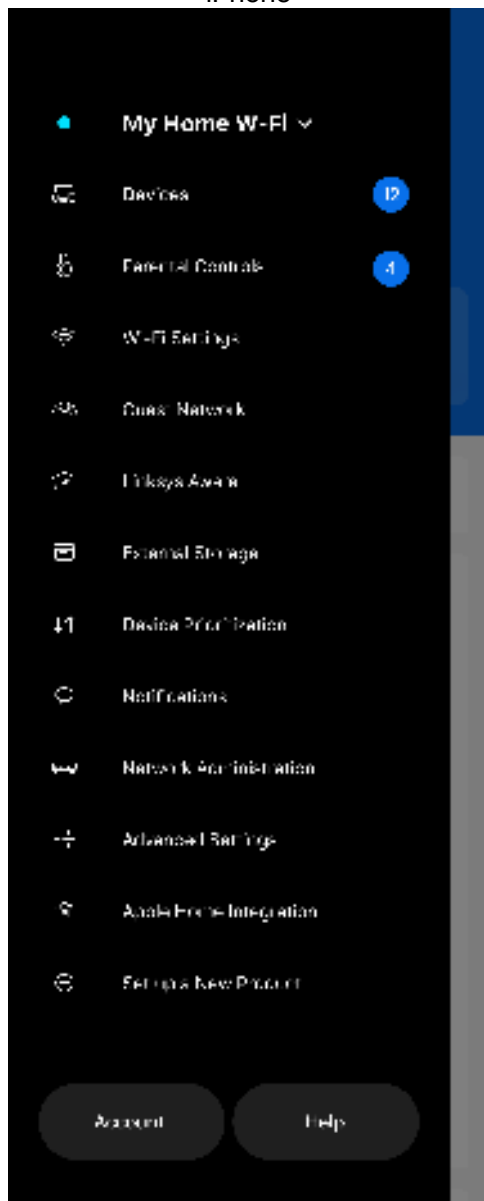 iPhone
My Home W-Fi
Devices
12
Parental Controls
4
Wi-Fi Settings
Guest Network
Linksys Aware
External Storage
Device Prioritization
Notifications
Network Administration
Advanced Settings
Apple Home Integration
Set up a New Product
Account
Help